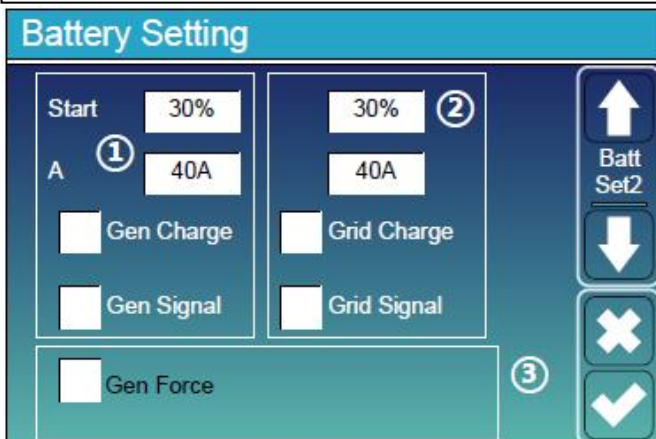 Battery Setting
Start 30% 30% ②
A ① 40A 40A
Gen Charge Grid Charge
Gen Signal Grid Signal
Gen Force ③
Batt
Set2